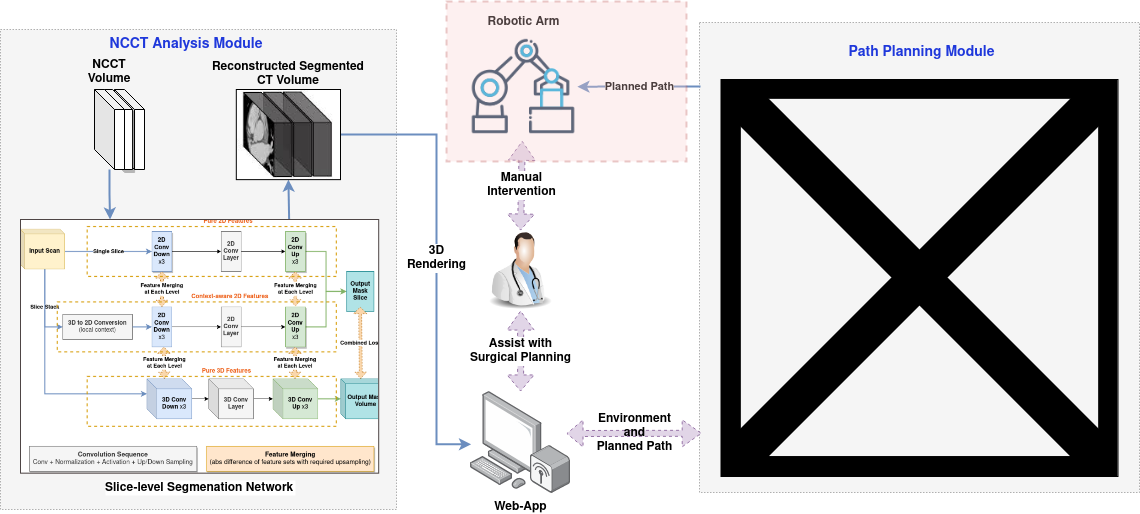 NCCT Analysis Module
NCCT
Volume
Reconstructed Segmented
CT Volume
Pure 2D Features
Input Scan
Single Slice
2D
Conv
Down
x3
2D
Conv
Layer
2D
Conv
Up
x3
Feature Merging
at Each Level
Feature Merging
at Each Level
Output
Mask
Slice
Context-aware 2D Features
Slice Stack
3D to 2D Conversion
(local context)
2D
Conv
Down
x3
2D
Conv
Layer
2D
Conv
Up
x3
Combined Los
Feature Merging
at Each Level
Feature Merging
at Each Level
Pure 3D Features
3D Conv
Down x3
3D Conv
Layer
3D Conv
Up x3
Output Mas
Volume
Convolution Sequence
Conv + Normalization + Activation + Up/Down Sampling
Feature Merging
(abs difference of feature sets with required upsampling)
Slice-level Segmenation Network
3D
Rendering
Robotic Arm
Planned Path
Manual
Intervention
Assist with
Surgical Planning
Web-App
Environment
and
Planned Path
Path Planning Module